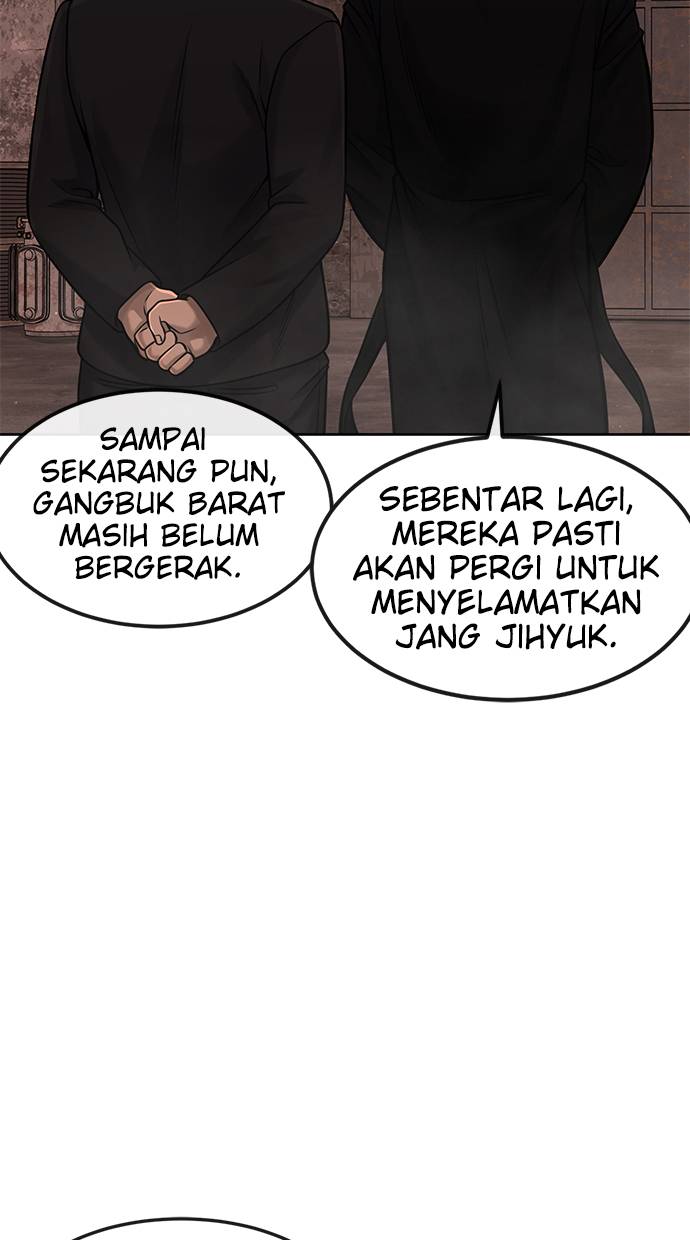 SAMPAI
SEKARANG PUN,
GANGBUK BARAT
MASIH BELUM
BERGERAK.
SEBENTAR LAGI,
MEREKA PASTI
AKAN PERGI UNTUK
MENYELAMATKAN
JANG JIHYUK.